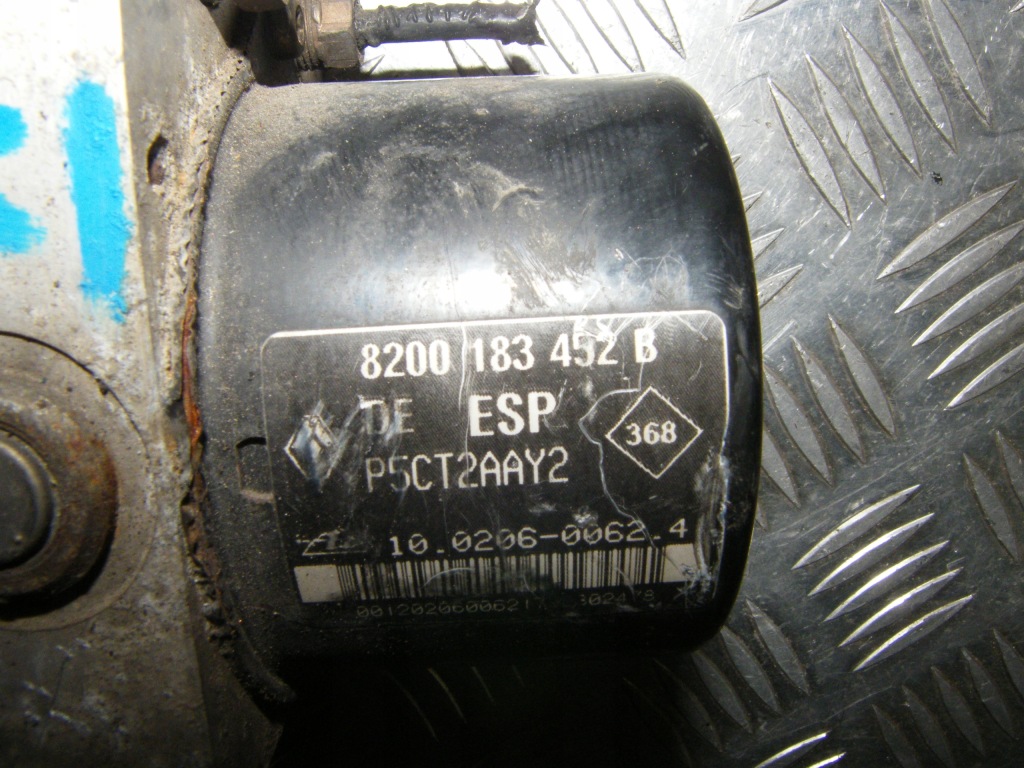 8200 183 452 B
DE ESP
368
P5CT2AAY2
10.0206-0062.4